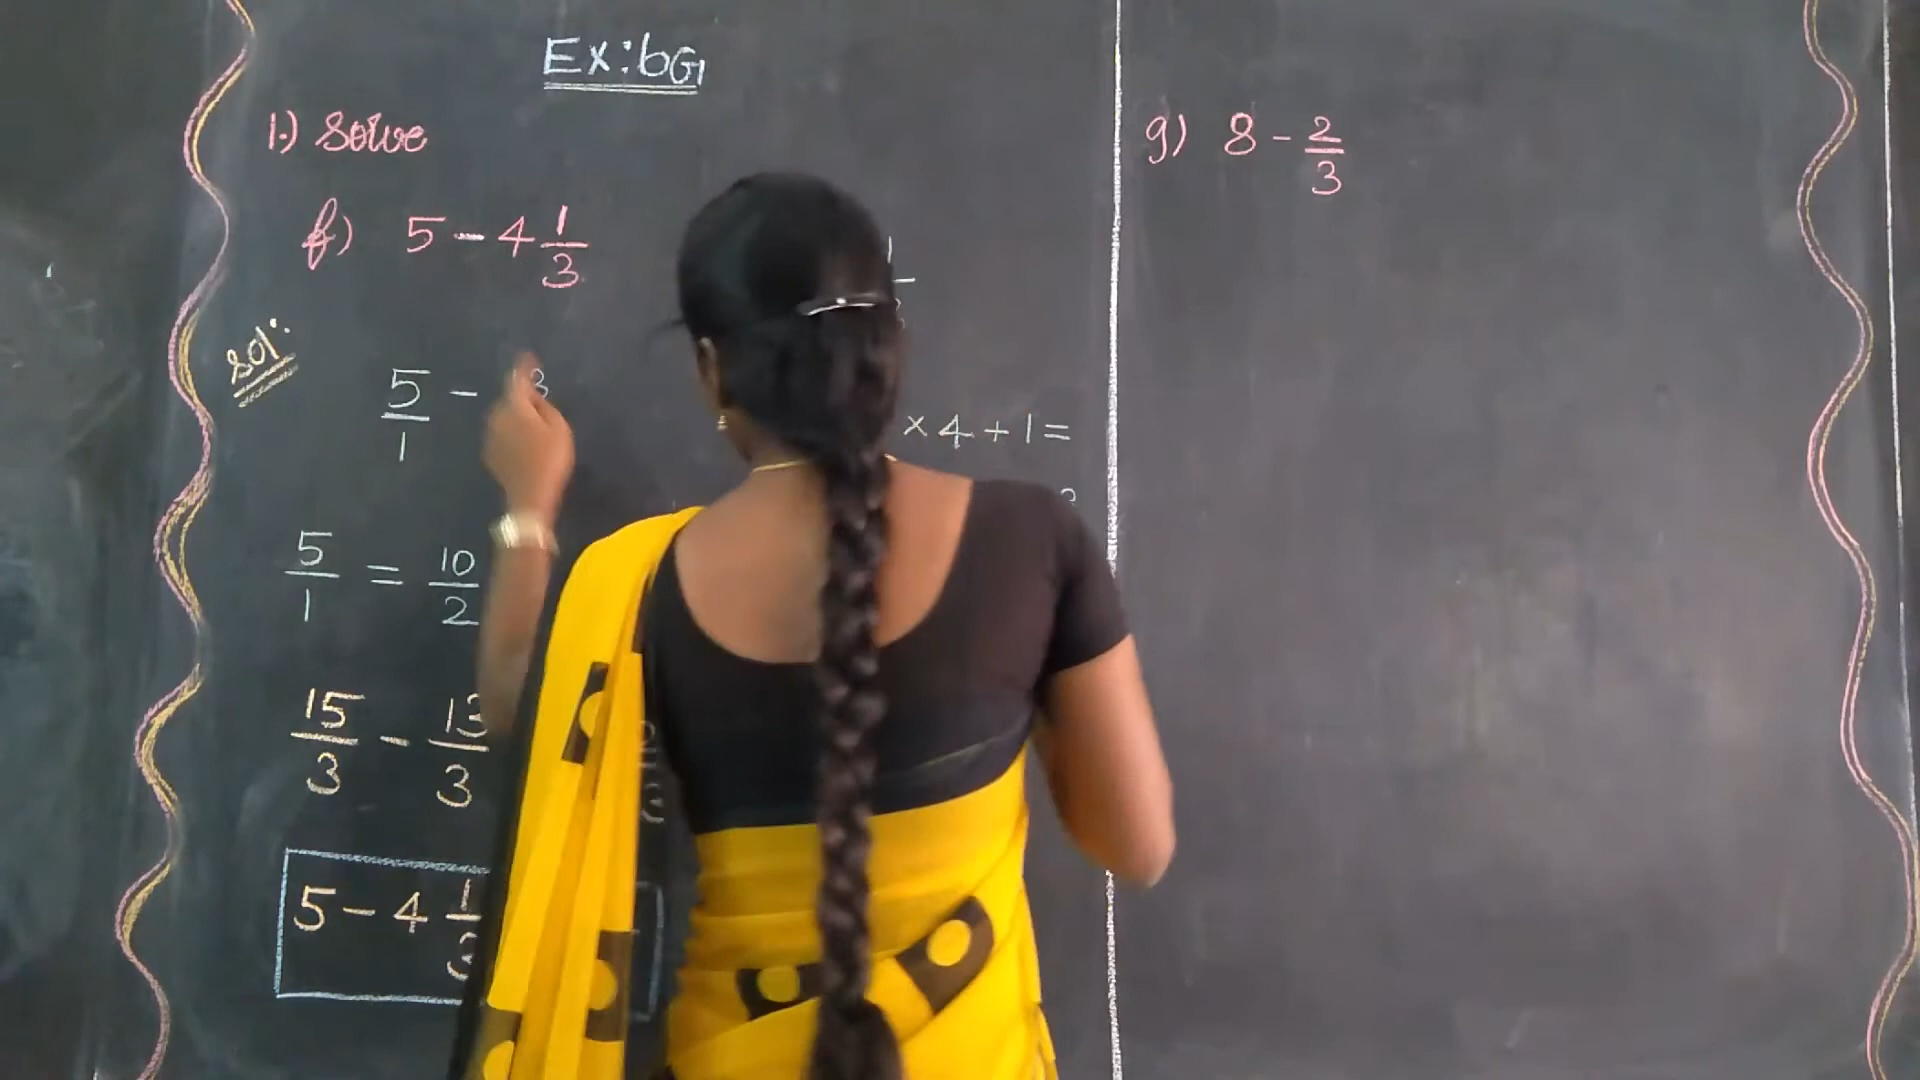 Ex:6G
1.) Solve
f) 5 - 4 1/3
Sol:
5/1 -
× 4 + 1 =
5/1 = 10/2
15/3 - 13/3
5 - 4 1/3
g) 8 - 2/3